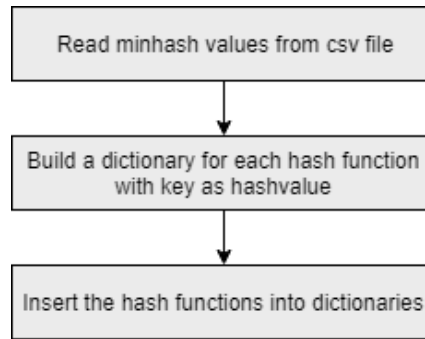 Read minhash values from csv file
Build a dictionary for each hash function
with key as hashvalue
Insert the hash functions into dictionaries